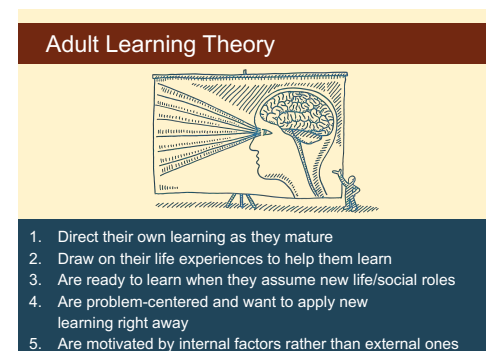 Adult Learning Theory
1. Direct their own learning as they mature
2. Draw on their life experiences to help them learn
3. Are ready to learn when they assume new life/social roles
4. Are problem-centered and want to apply new
learning right away
5. Are motivated by internal factors rather than external ones